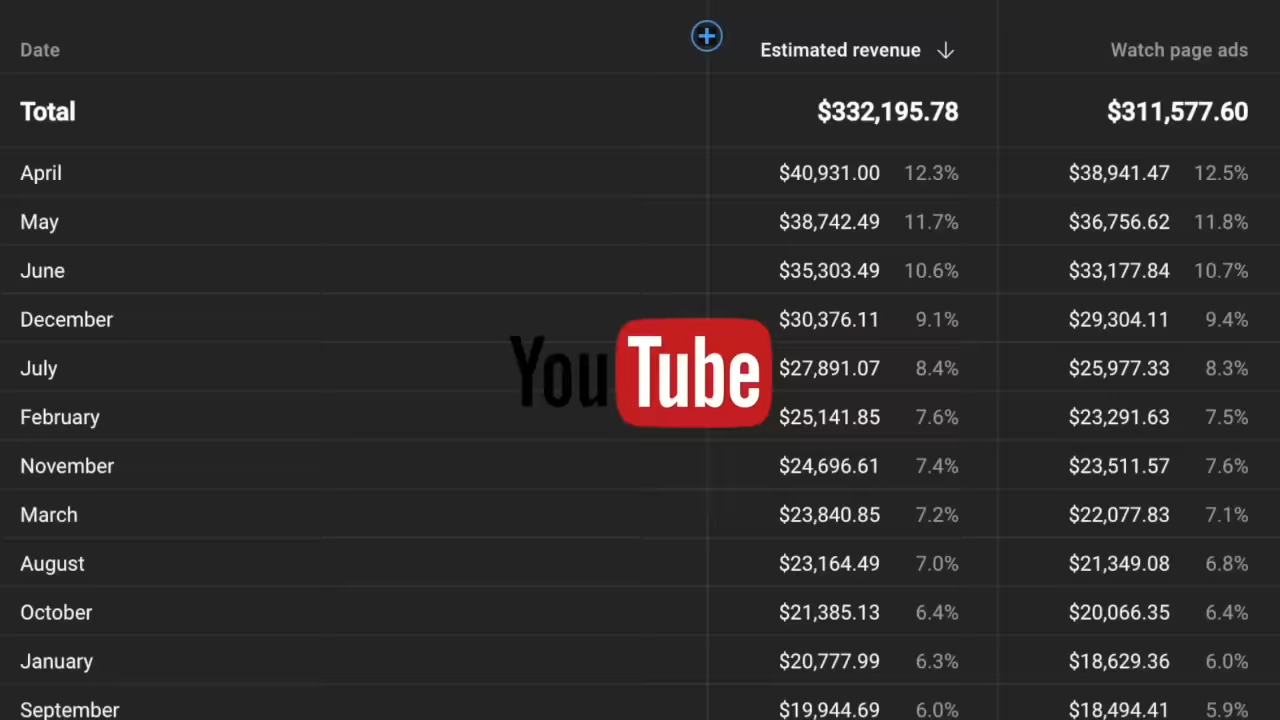 Date Estimated revenue ↓ Watch page ads
Total $332,195.78 $311,577.60
April $40,931.00 12.3% $38,941.47 12.5%
May $38,742.49 11.7% $36,756.62 11.8%
June $35,303.49 10.6% $33,177.84 10.7%
December $30,376.11 9.1% $29,304.11 9.4%
July $27,891.07 8.4% $25,977.33 8.3%
YouTube
February $25,141.85 7.6% $23,291.63 7.5%
November $24,696.61 7.4% $23,511.57 7.6%
March $23,840.85 7.2% $22,077.83 7.1%
August $23,164.49 7.0% $21,349.08 6.8%
October $21,385.13 6.4% $20,066.35 6.4%
January $20,777.99 6.3% $18,629.36 6.0%
September $19,944.69 6.0% $18,494.41 5.9%